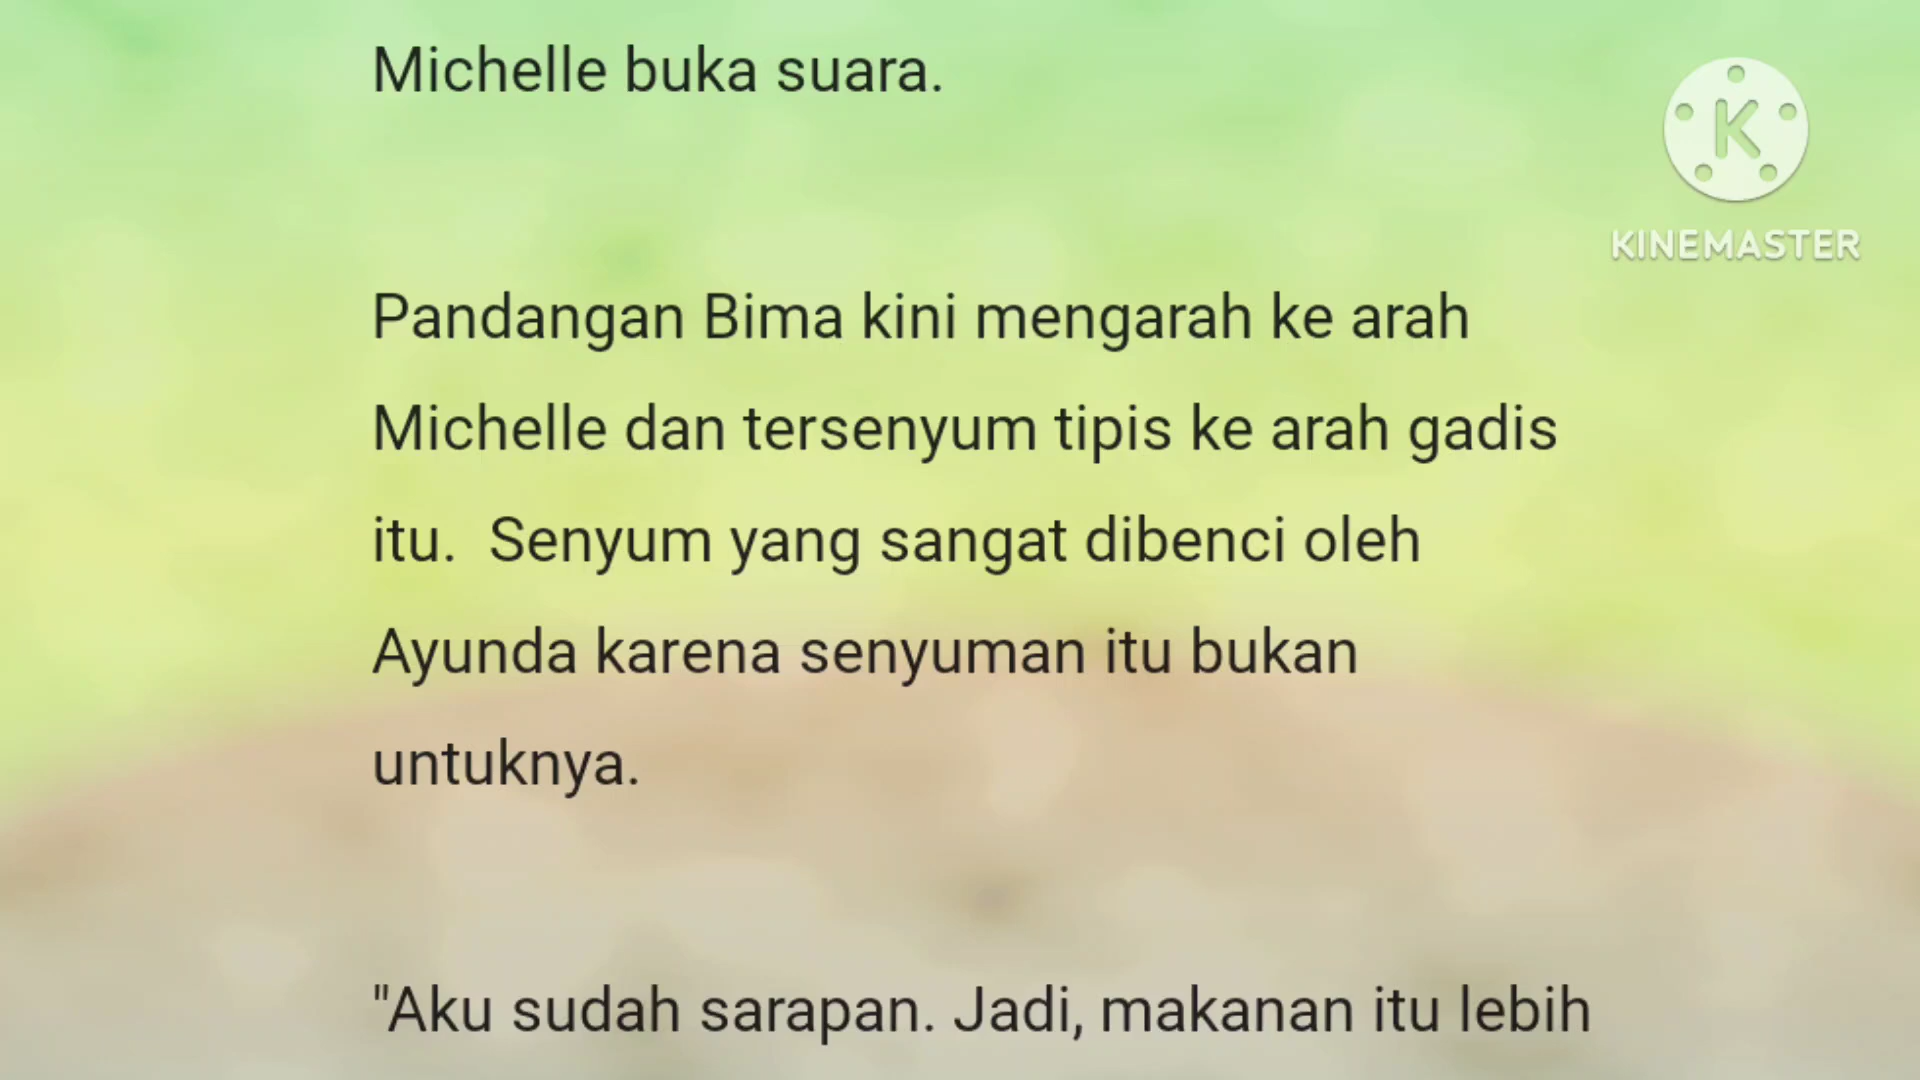 Michelle buka suara.
K
KINEMASTER
Pandangan Bima kini mengarah ke arah
Michelle dan tersenyum tipis ke arah gadis
itu.  Senyum yang sangat dibenci oleh
Ayunda karena senyuman itu bukan
untuknya.
"Aku sudah sarapan. Jadi, makanan itu lebih